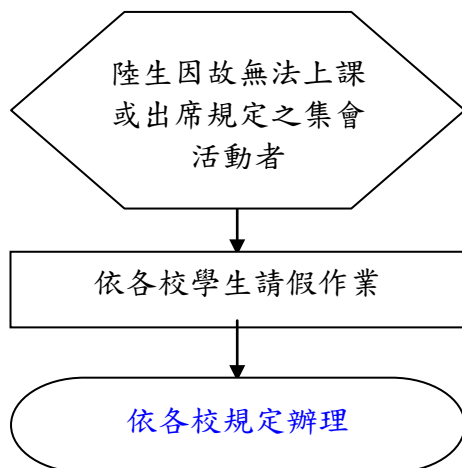 陸生因故無法上課
或出席規定之集會
活動者
依各校學生請假作業
依各校規定辦理